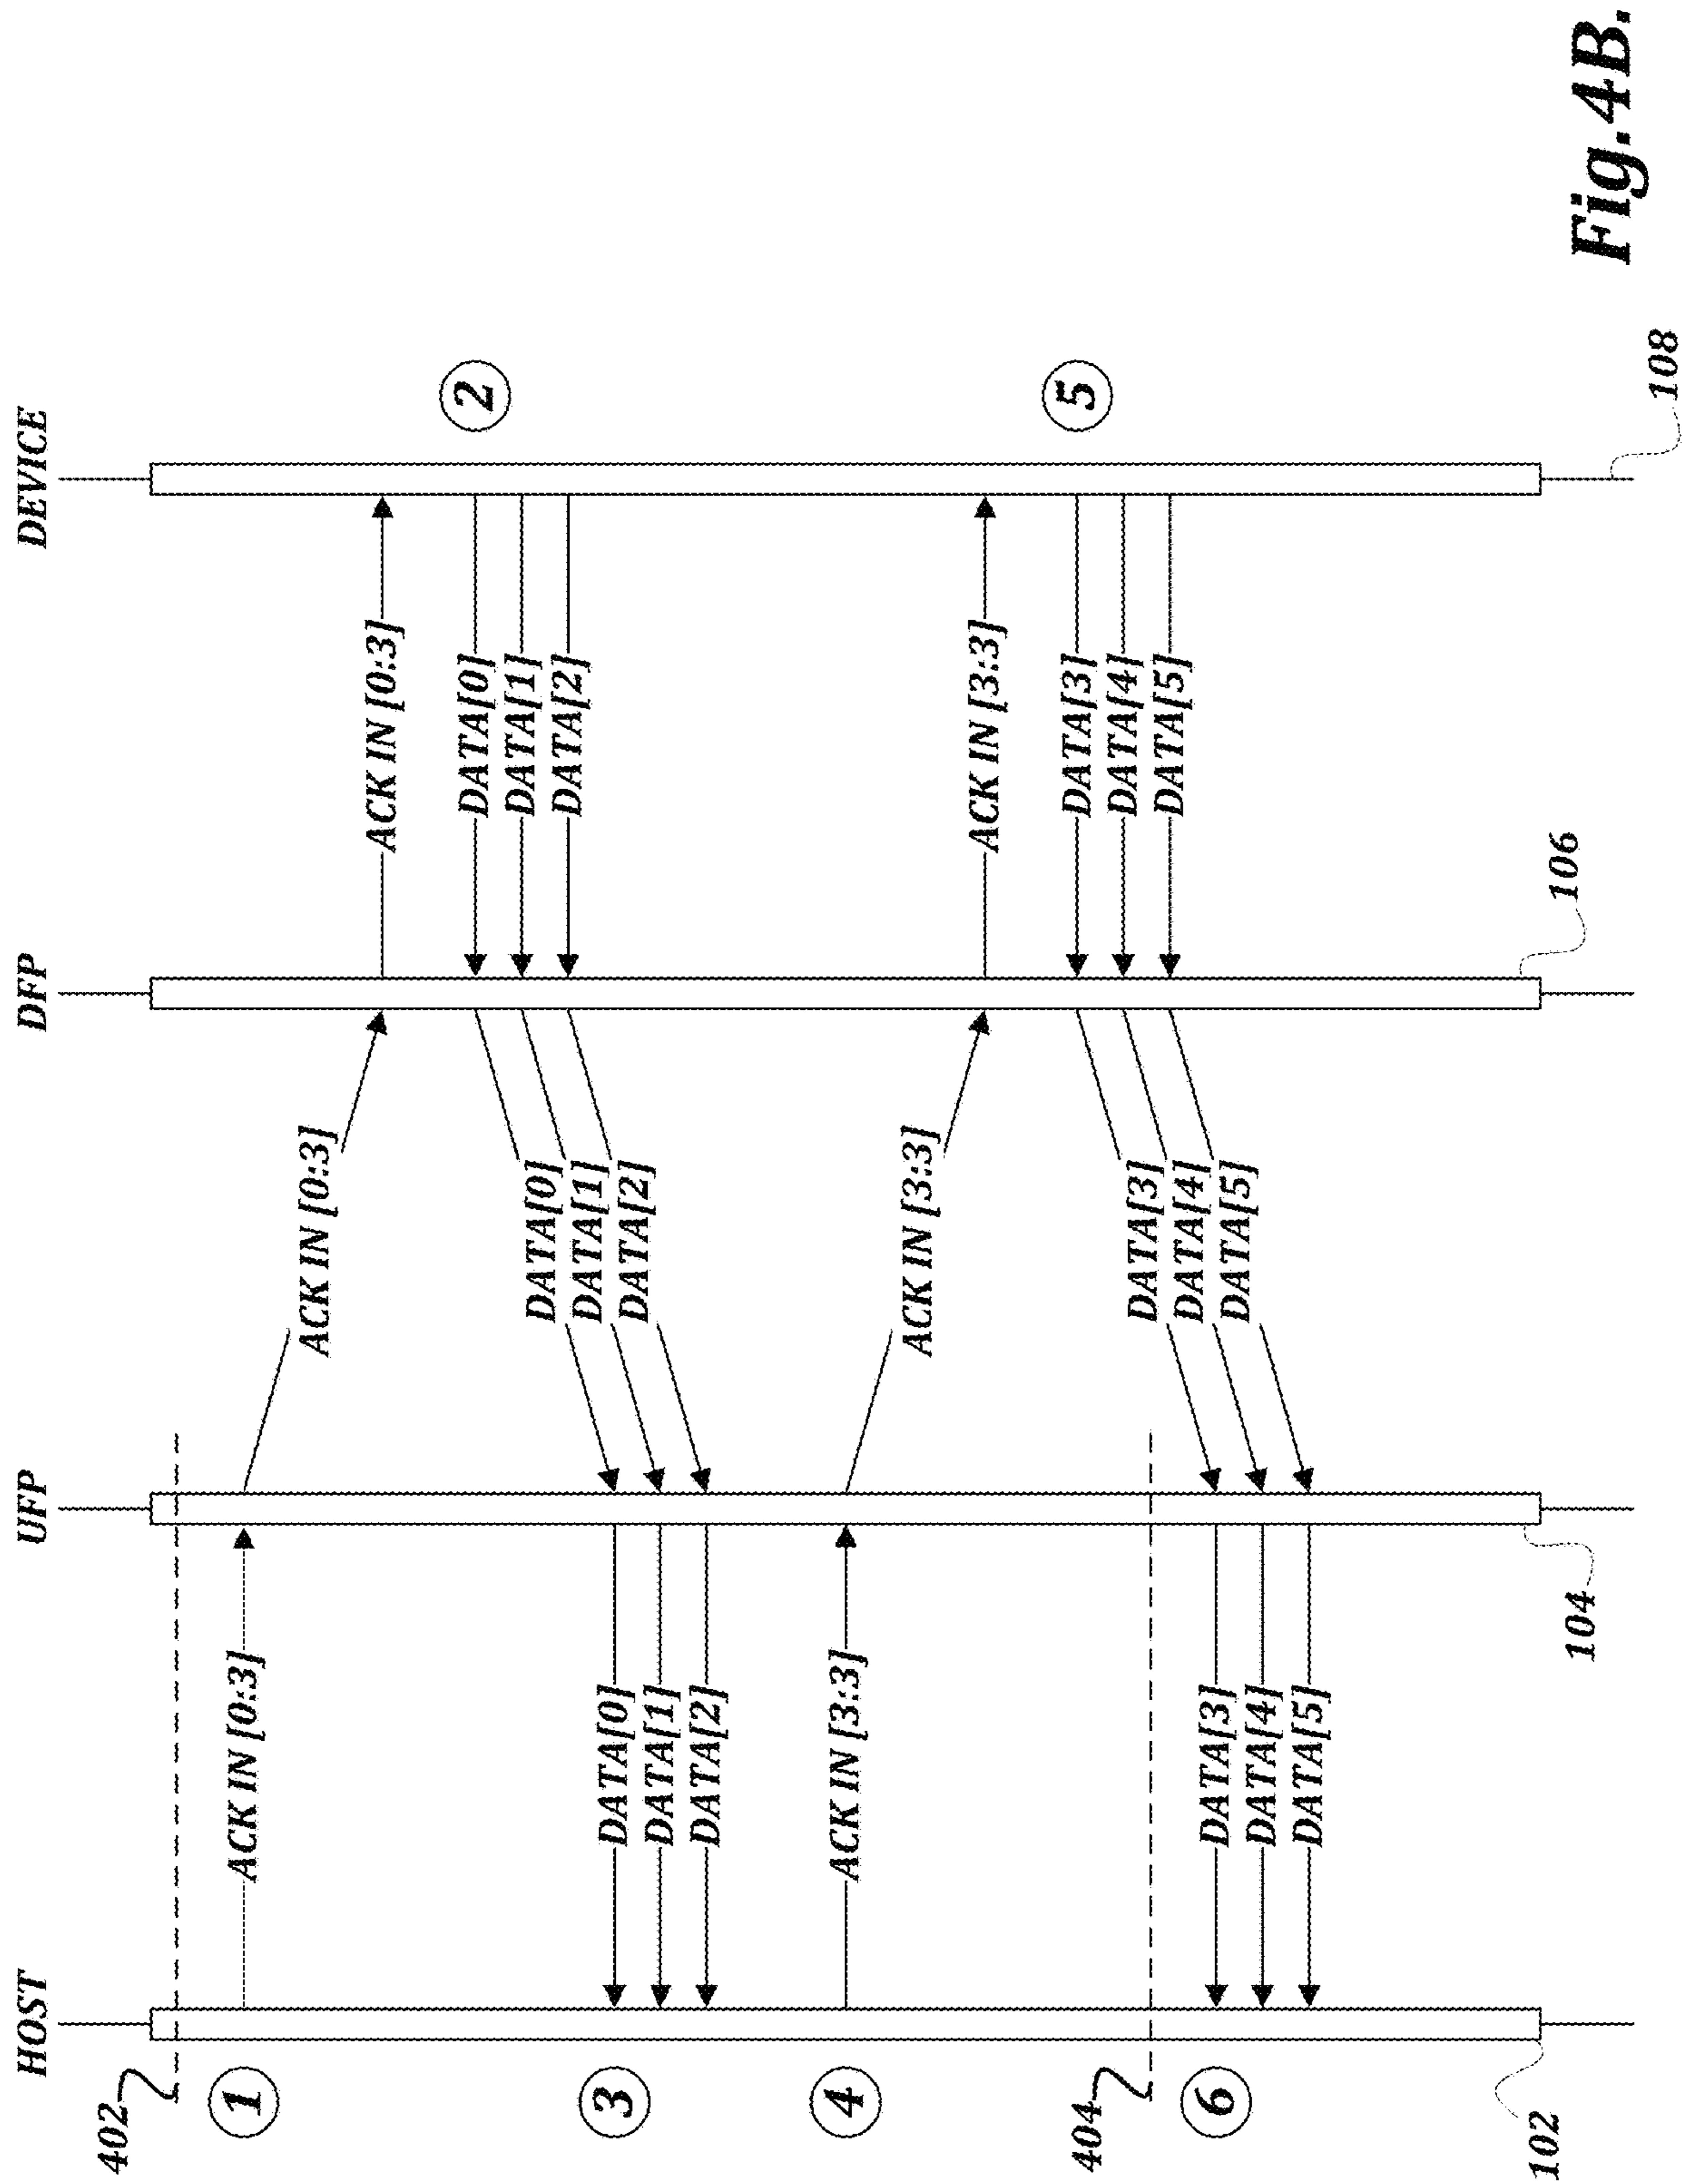 HOST
UFP
DFP
DEVICE
402
1
ACK IN [0:3]
ACK IN [0:3]
ACK IN [0:3]
2
DATA[0]
DATA[1]
DATA[2]
DATA[0]
DATA[1]
DATA[2]
3
DATA[0]
DATA[1]
DATA[2]
4
ACK IN [3:3]
ACK IN [3:3]
ACK IN [3:3]
5
DATA[3]
DATA[4]
DATA[5]
DATA[3]
DATA[4]
DATA[5]
404
6
DATA[3]
DATA[4]
DATA[5]
102
104
106
108
Fig.4B.